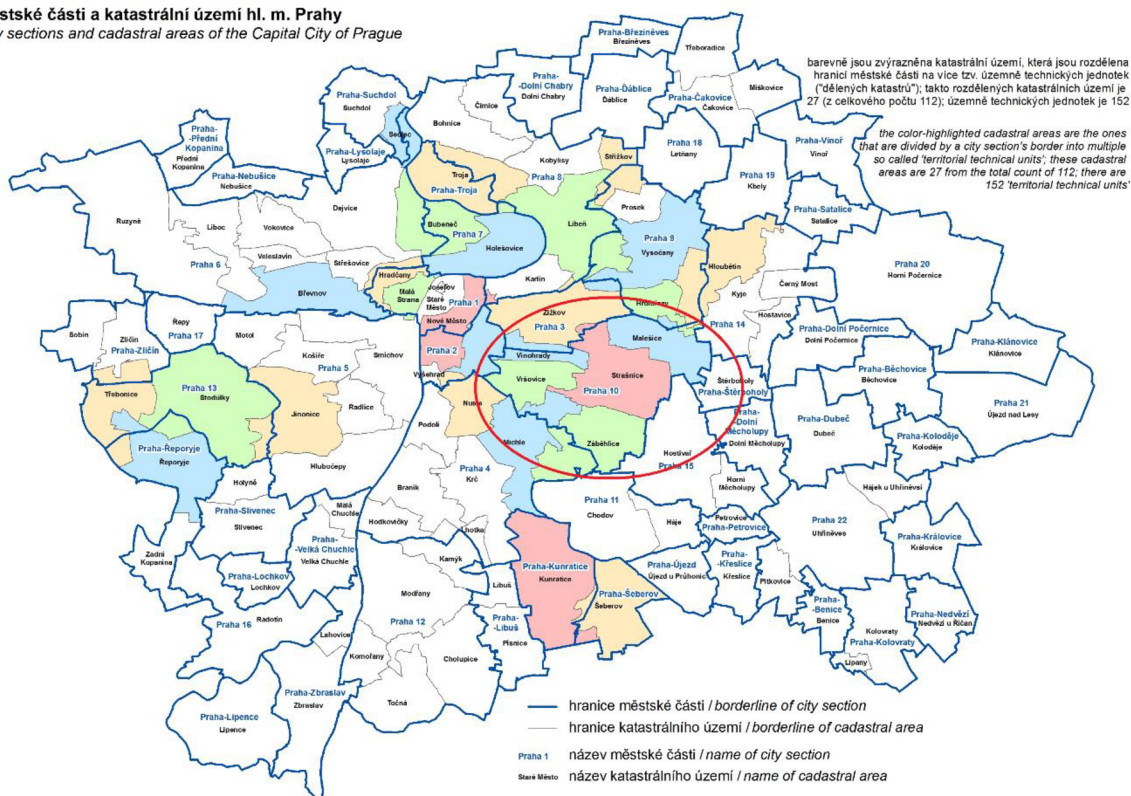 stské části a katastrální území hl. m. Prahy
sections and cadastral areas of the Capital City of Prague
barevně jsou zvýrazněna katastrální území, která jsou rozdělena
hranicí městské části na více tzv. územně technických jednotek
("dělených katastrů"); takto rozdělených katastrálních území je
27 (z celkového počtu 112); územně technických jednotek je 152
the color-highlighted cadastral areas are the ones
that are divided by a city section's border into multiple
so called 'territorial technical units'; these cadastral
areas are 27 from the total count of 112; there are
152 'territorial technical units'
Praha-Březiněves
Březiněves
Třeboradice
Praha-
-Dolní Chabry
Dolní Chabry
Praha-Ďáblice
Ďáblice
Praha-Čakovice
Čakovice
Miškovice
Praha-Suchdol
Suchdol
Sedlec
Čimice
Bohnice
Praha-
-Přední
Kopanina
Přední
Kopanina
Praha-Lysolaje
Lysolaje
Praha-Nebušice
Nebušice
Troja
Praha-Troja
Praha 8
Kobylisy
Střížkov
Praha 18
Letňany
Praha 19
Kbely
Praha-Vinoř
Vinoř
Praha-Satalice
Satalice
Ruzyně
Liboc
Vokovice
Dejvice
Veleslavín
Střešovice
Praha 6
Břevnov
Bubeneč
Praha 7
Holešovice
Libeň
Prosek
Praha 9
Vysočany
Hloubětín
Praha 20
Horní Počernice
Hradčany
Malá
Strana
Josefov
Staré
Město
Praha 1
Nové Město
Praha 2
Vyšehrad
Karlín
Žižkov
Praha 3
Hrdlořezy
Kyje
Černý Most
Hostavice
Praha 14
Malešice
Praha-Dolní Počernice
Dolní Počernice
Praha-Klánovice
Klánovice
Sobín
Zličín
Praha-Zličín
Řepy
Praha 17
Motol
Košíře
Smíchov
Praha 5
Radlice
Jinonice
Třebonice
Praha 13
Stodůlky
Praha-Řeporyje
Řeporyje
Hlubočepy
Holyně
Vinohrady
Vršovice
Strašnice
Praha 10
Nusle
Podolí
Michle
Záběhlice
Praha 4
Krč
Štěrboholy
Praha-Štěrboholy
Praha-
-Dolní
Měcholupy
Dolní Měcholupy
Praha-Běchovice
Běchovice
Praha 21
Újezd nad Lesy
Praha-Dubeč
Dubeč
Praha-Koloděje
Koloděje
Hostivař
Praha 15
Horní
Měcholupy
Hájek u Uhříněvsi
Praha 22
Uhříněves
Praha-Královice
Královice
Praha-Slivenec
Slivenec
Malá
Chuchle
Praha-
-Velká Chuchle
Velká Chuchle
Braník
Hodkovičky
Lhotka
Kamýk
Praha 11
Chodov
Háje
Petrovice
Praha-Petrovice
Zadní
Kopanina
Praha-Lochkov
Lochkov
Praha 16
Radotín
Lahovice
Modřany
Libuš
Praha-
-Libuš
Písnice
Praha 12
Komořany
Cholupice
Točná
Praha-Kunratice
Kunratice
Praha-Šeberov
Šeberov
Praha-Újezd
Újezd u Průhonic
Praha-
-Křeslice
Křeslice
Pitkovice
Praha-
-Benice
Benice
Kolovraty
Praha-Kolovraty
Lipany
Praha-Nedvězí
Nedvězí u Říčan
Praha-Zbraslav
Zbraslav
Praha-Lipence
Lipence
hranice městské části / borderline of city section
hranice katastrálního území / borderline of cadastral area
Praha 1 název městské části / name of city section
Staré Město název katastrálního území / name of cadastral area